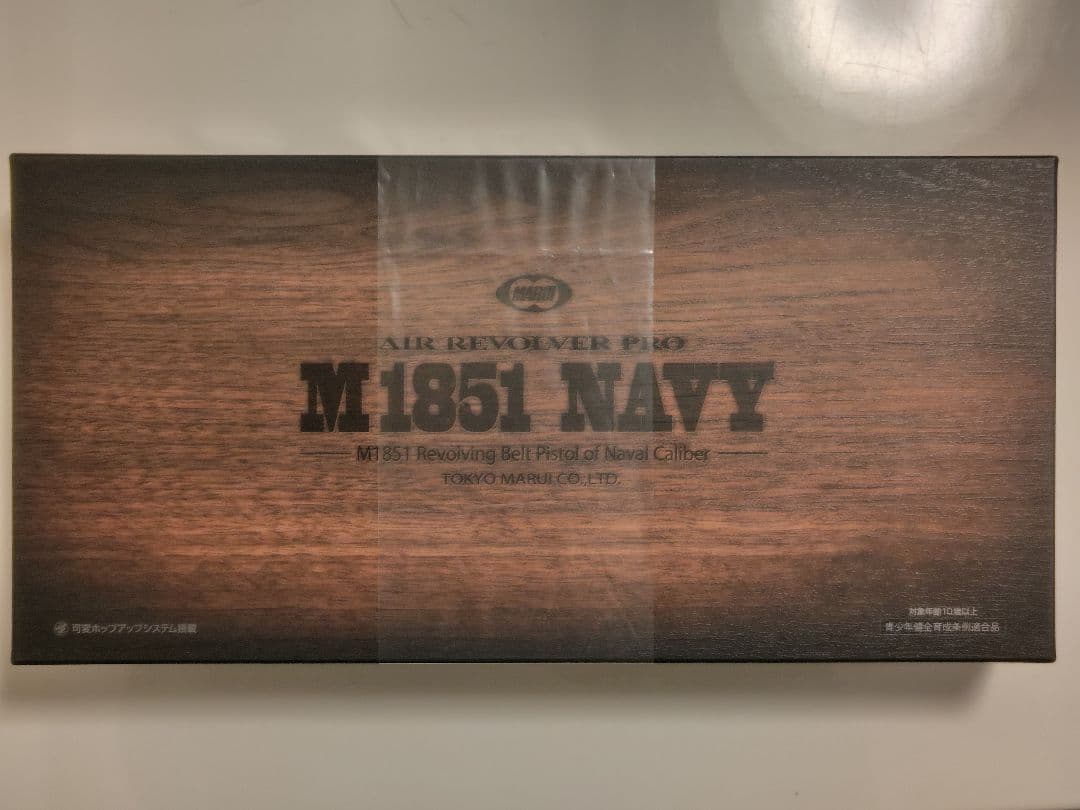 MARUI
AIR REVOLVER PRO
M1851 NAVY
M1851 Revolving Belt Pistol of Naval Caliber
TOKYO MARUI CO.,LTD.
可変ホップアップシステム搭載
対象年齢10歳以上
青少年健全育成条例適合品